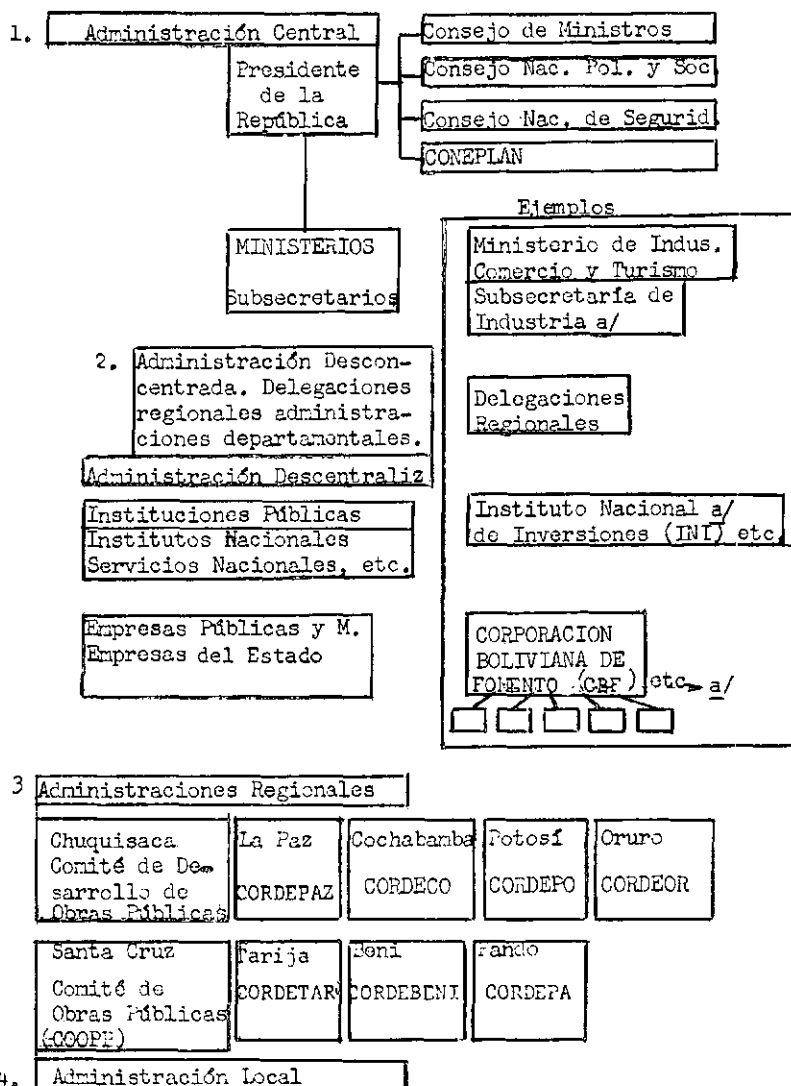 1. Administración Central
Presidente
de la
República
Consejo de Ministros
Consejo Nac. Pol. y Soc
Consejo Nac. de Segurid
CONEPLAN
MINISTERIOS
Subsecretarios
Ejemplos
Ministerio de Indus.
Comercio y Turismo
Subsecretaría de
Industria a/
2. Administración Descon-
centrada. Delegaciones
regionales administra-
ciones departamentales.
Delegaciones
Regionales
Administración Descentraliz
Instituciones Públicas
Institutos Nacionales
Servicios Nacionales, etc.
Instituto Nacional a/
de Inversiones (INI) etc.
Empresas Públicas y M.
Empresas del Estado
CORPORACION
BOLIVIANA DE
FOMENTO (CBF) etc. a/
3 Administraciones Regionales
Chuquisaca
Comité de De-
sarrollo de
Obras Públicas
La Paz
CORDEPAZ
Cochabamba
CORDECO
Potosí
CORDEPO
Oruro
CORDEOR
Santa Cruz
Comité de
Obras Públicas
(COOPP)
Tarija
CORDETAR
Beni
CORDEBENI
Pando
CORDEPA
4. Administración Local